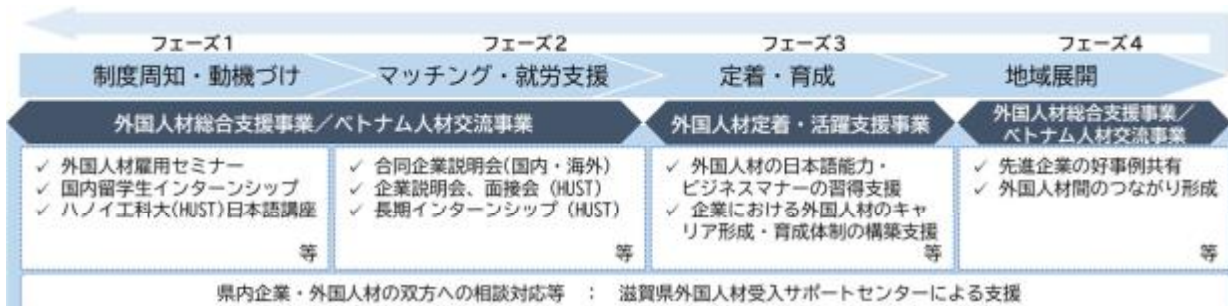 フェーズ1
制度周知・動機づけ
フェーズ2
マッチング・就労支援
フェーズ3
定着・育成
フェーズ4
地域展開
外国人材総合支援事業／ベトナム人材交流事業
外国人材定着・活躍支援事業
外国人材総合支援事業／
ベトナム人材交流事業
✓ 外国人材雇用セミナー
✓ 国内留学生インターンシップ
✓ ハノイ工科大(HUST)日本語講座
等
✓ 合同企業説明会(国内・海外)
✓ 企業説明会、面接会（HUST）
✓ 長期インターンシップ（HUST）
等
✓ 外国人材の日本語能力・
ビジネスマナーの習得支援
✓ 企業における外国人材のキャ
リア形成・育成体制の構築支援
等
✓ 先進企業の好事例共有
✓ 外国人材間のつながり形成
等
県内企業・外国人材の双方への相談対応等 ： 滋賀県外国人材受入サポートセンターによる支援